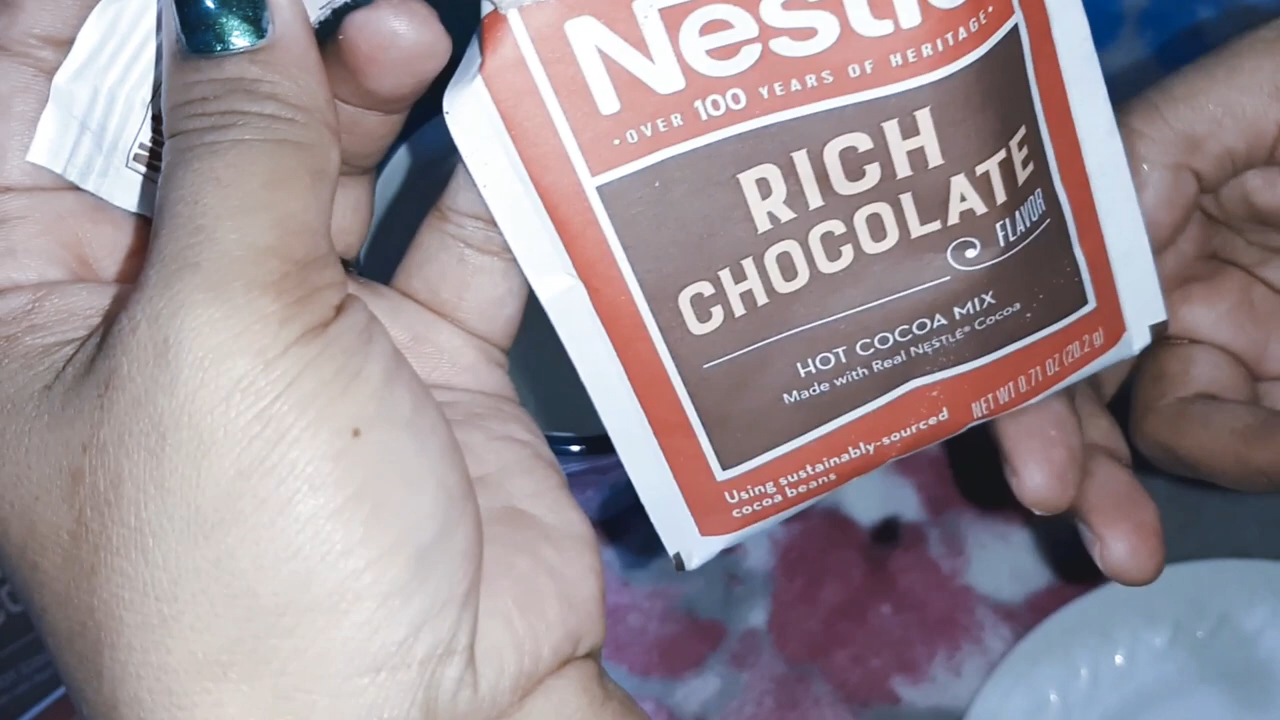 Nestlé
•OVER 100 YEARS OF HERITAGE•
RICH
CHOCOLATE
FLAVOR
HOT COCOA MIX
Made with Real NESTLÉ® Cocoa
Using sustainably-sourced
cocoa beans
NET WT 0.71 OZ (20.2 g)